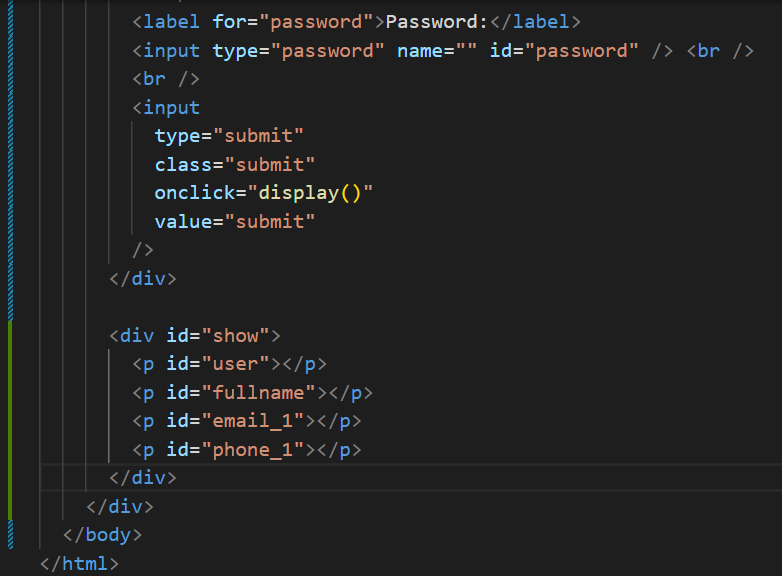 <label for="password">Password:</label>
<input type="password" name="" id="password" /> <br />
<br />
<input
type="submit"
class="submit"
onclick="display()"
value="submit"
/>
</div>
<div id="show">
<p id="user"></p>
<p id="fullname"></p>
<p id="email_1"></p>
<p id="phone_1"></p>
</div>
</div>
</body>
</html>